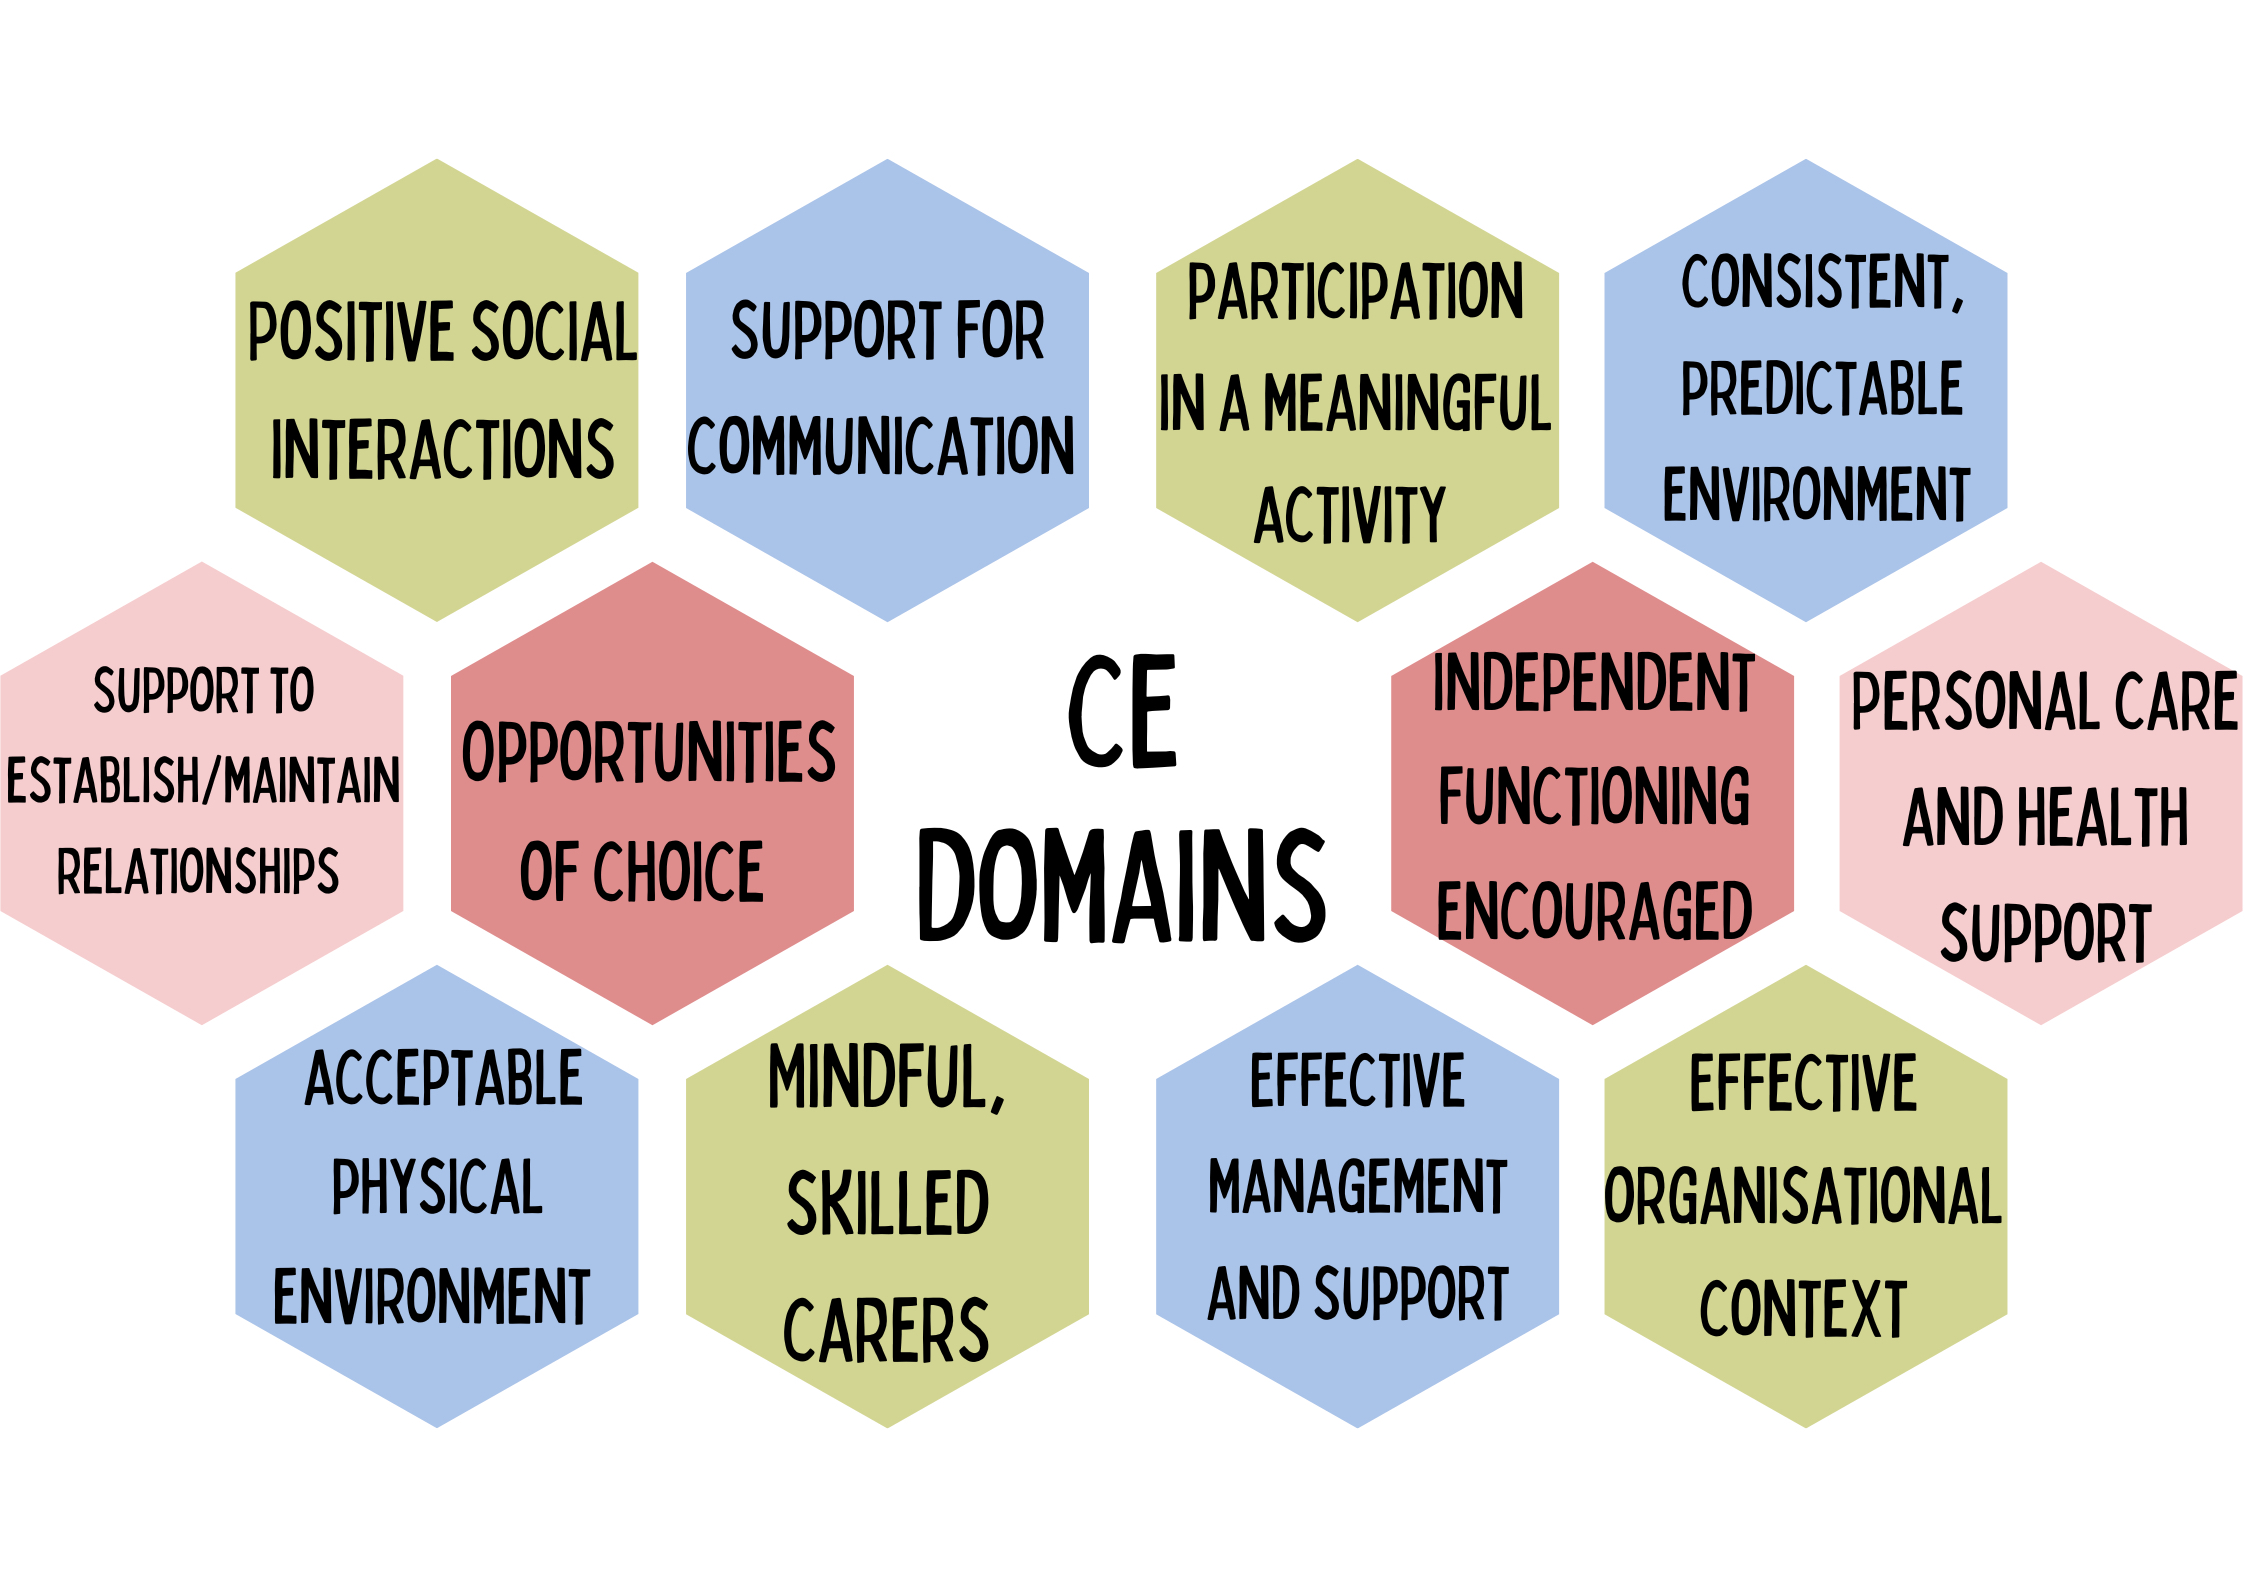 POSITIVE SOCIAL
INTERACTIONS
SUPPORT FOR
COMMUNICATION
PARTICIPATION
IN A MEANINGFUL
ACTIVITY
CONSISTENT,
PREDICTABLE
ENVIRONMENT
SUPPORT TO
ESTABLISH/MAINTAIN
RELATIONSHIPS
OPPORTUNITIES
OF CHOICE
CE
DOMAINS
INDEPENDENT
FUNCTIONING
ENCOURAGED
PERSONAL CARE
AND HEALTH
SUPPORT
ACCEPTABLE
PHYSICAL
ENVIRONMENT
MINDFUL,
SKILLED
CARERS
EFFECTIVE
MANAGEMENT
AND SUPPORT
EFFECTIVE
ORGANISATIONAL
CONTEXT